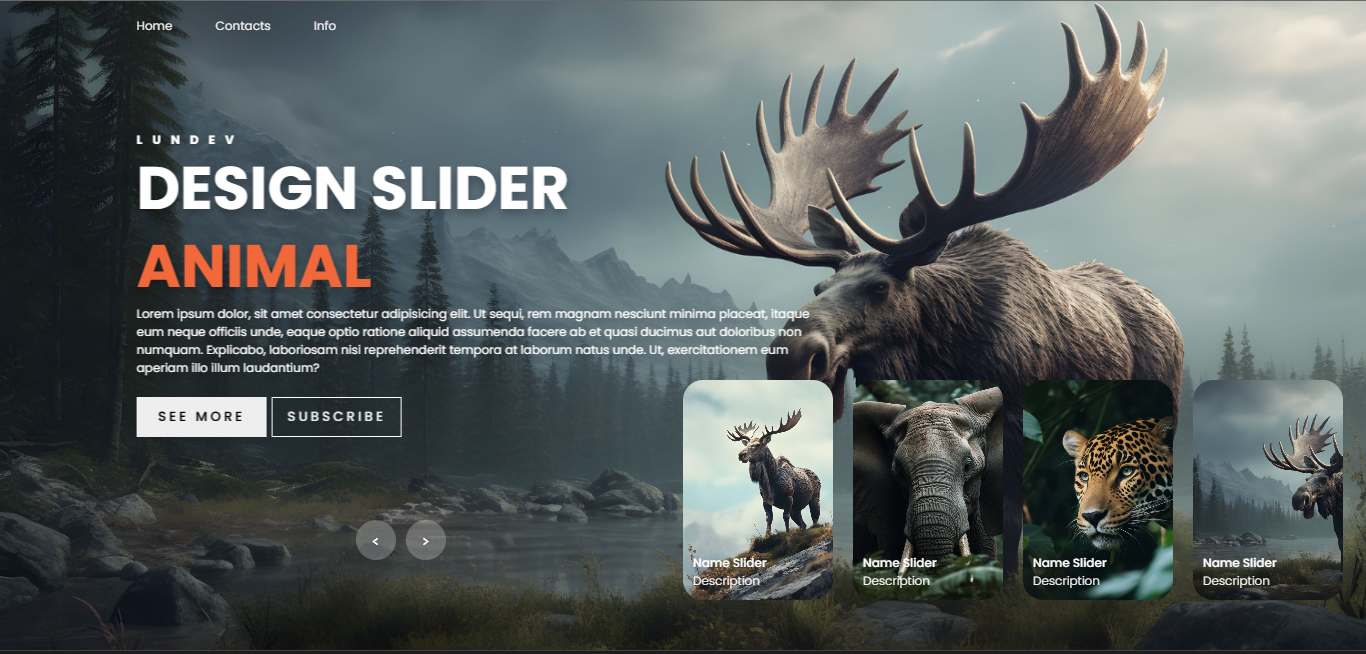 Home Contacts Info
LUNDEV
DESIGN SLIDER
ANIMAL
Lorem ipsum dolor, sit amet consectetur adipisicing elit. Ut sequi, rem magnam nesciunt minima placeat, itaque
eum neque officiis unde, eaque optio ratione aliquid assumenda facere ab et quasi ducimus aut doloribus non
numquam. Explicabo, laboriosam nisi reprehenderit tempora at laborum natus unde. Ut, exercitationem eum
aperiam illo illum laudantium?
SEE MORE SUBSCRIBE
< >
Name Slider
Description
Name Slider
Description
Name Slider
Description
Name Slider
Description